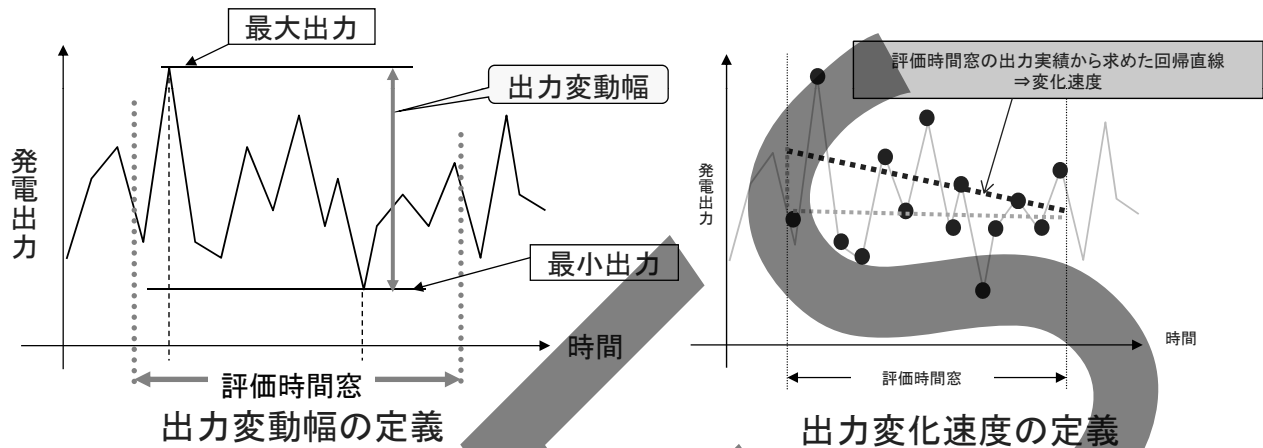 最大出力
出力変動幅
発電出力
最小出力
時間
評価時間窓
出力変動幅の定義
評価時間窓の出力実績から求めた回帰直線
⇒変化速度
発電出力
時間
評価時間窓
出力変化速度の定義